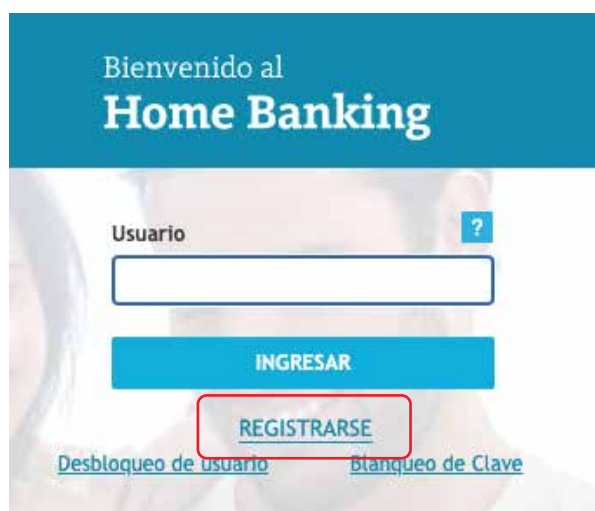 Bienvenido al
Home Banking
Usuario
?
INGRESAR
REGISTRARSE
Desbloqueo de usuario Blanqueo de Clave